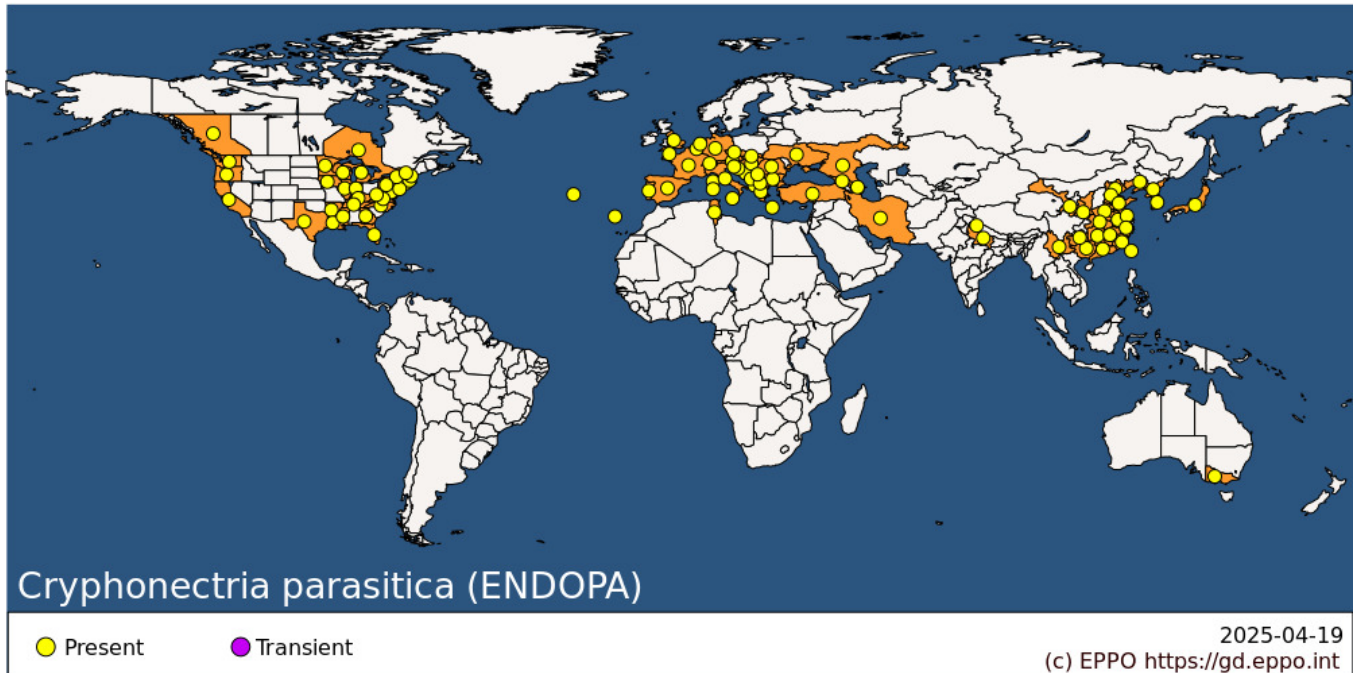 Cryphonectria parasitica (ENDOPA)
Present
Transient
2025-04-19
(c) EPPO https://gd.eppo.int